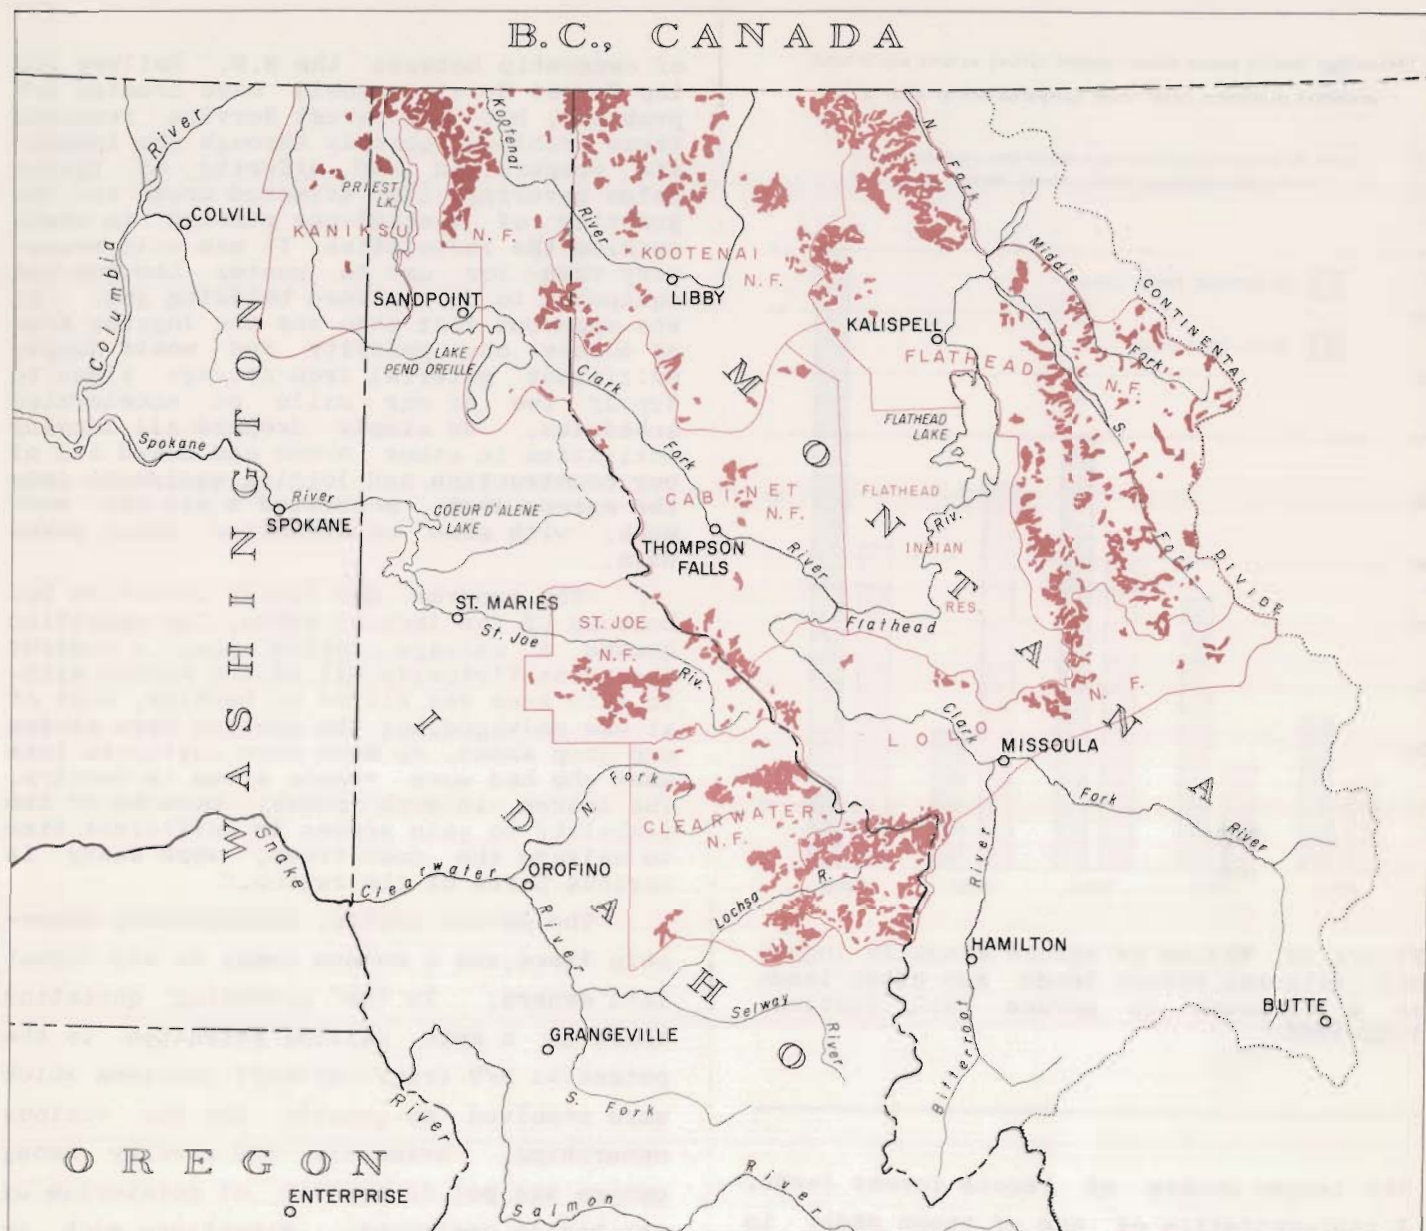 B.C., CANADA
River
Kootenai
N. Fork
PRIEST
LK.
COLVILL
KANIKSU N.F.
River
KOOTENAI
N.F.
Middle
Fork
Columbia
SANDPOINT
LIBBY
CONTINENTAL
DIVIDE
KALISPELL
LAKE
PEND OREILLE
FLATHEAD
N.F.
Clark
Fork
River
FLATHEAD
LAKE
S.
Fork
Spokane
River
SPOKANE
CABINET
N.F.
FLATHEAD
INDIAN
RES.
Riv.
COEUR D'ALENE
LAKE
THOMPSON
FALLS
WASHINGTON
MONTANA
IDAHO
ST. MARIES
St. Joe
Riv.
ST. JOE
N.F.
Flathead
N. F.
LOLO
Clark
Fork
River
MISSOULA
N. Fork
CLEARWATER
N.F.
Snake
Clearwater
River
OROFINO
Lochsa R.
River
HAMILTON
Bitterroot
Selway
River
BUTTE
GRANGEVILLE
S. Fork
River
OREGON
ENTERPRISE
Salmon
River